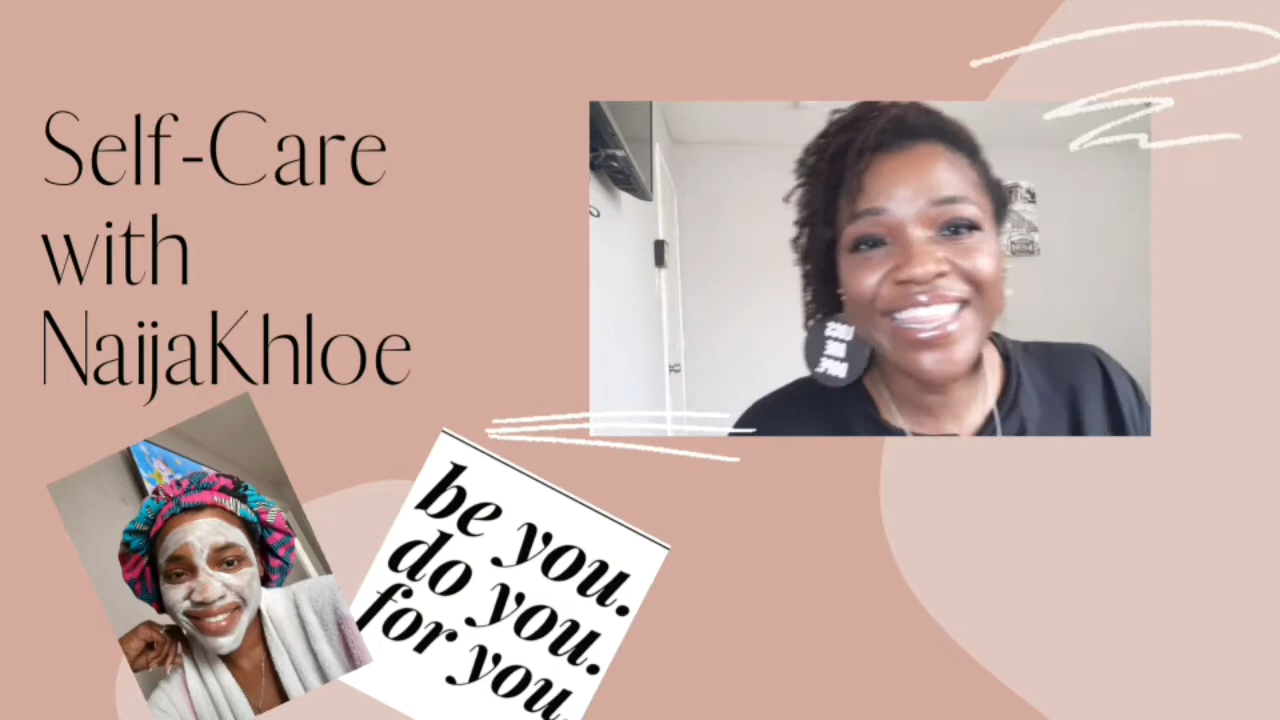 Self-Care
with
NaijaKhloe
be you.
do you.
for you.